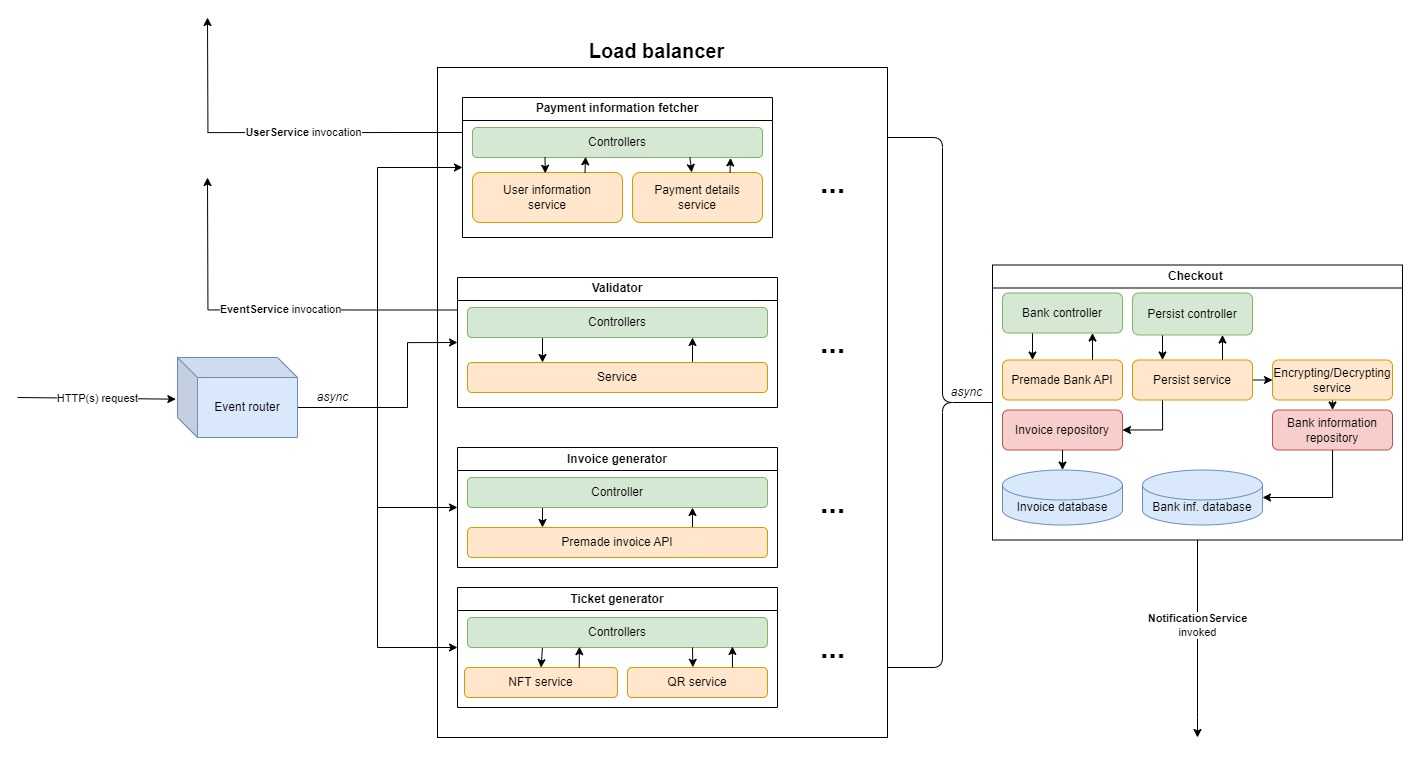 Load balancer
Payment information fetcher
Controllers
User information
service
Payment details
service
...
UserService invocation
Validator
Controllers
Service
...
EventService invocation
HTTP(s) request
Event router
async
Invoice generator
Controller
Premade invoice API
...
Ticket generator
Controllers
NFT service
QR service
...
async
Checkout
Bank controller
Persist controller
Premade Bank API
Persist service
Encrypting/Decrypting
service
Invoice repository
Bank information
repository
Invoice database
Bank inf. database
NotificationService
invoked